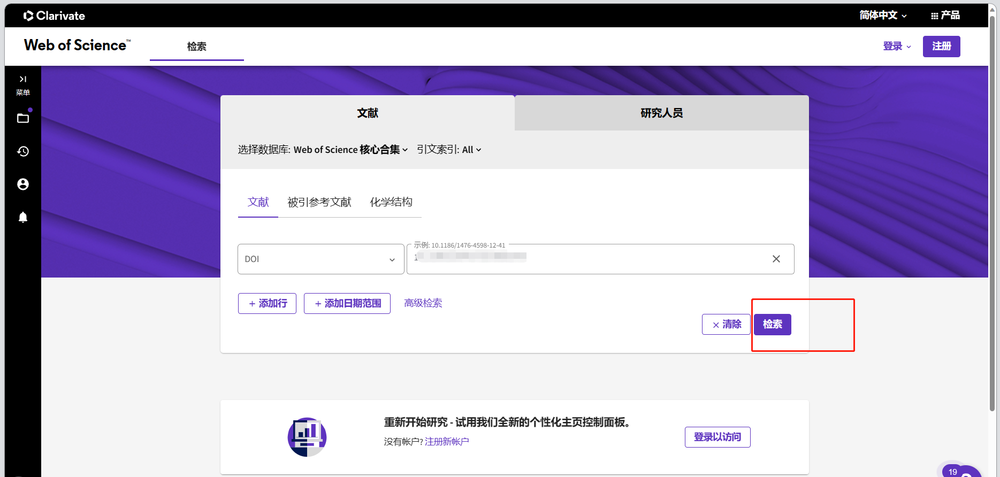 Clarivate
简体中文
产品
Web of Science™
检索
登录
注册
菜单
文献
研究人员
选择数据库: Web of Science 核心合集 引文索引: All
文献 被引参考文献 化学结构
示例: 10.1186/1476-4598-12-41
DOI
+ 添加行
+ 添加日期范围
高级检索
× 清除
检索
重新开始研究 - 试用我们全新的个性化主页控制面板。
没有帐户? 注册新帐户
登录以访问
19